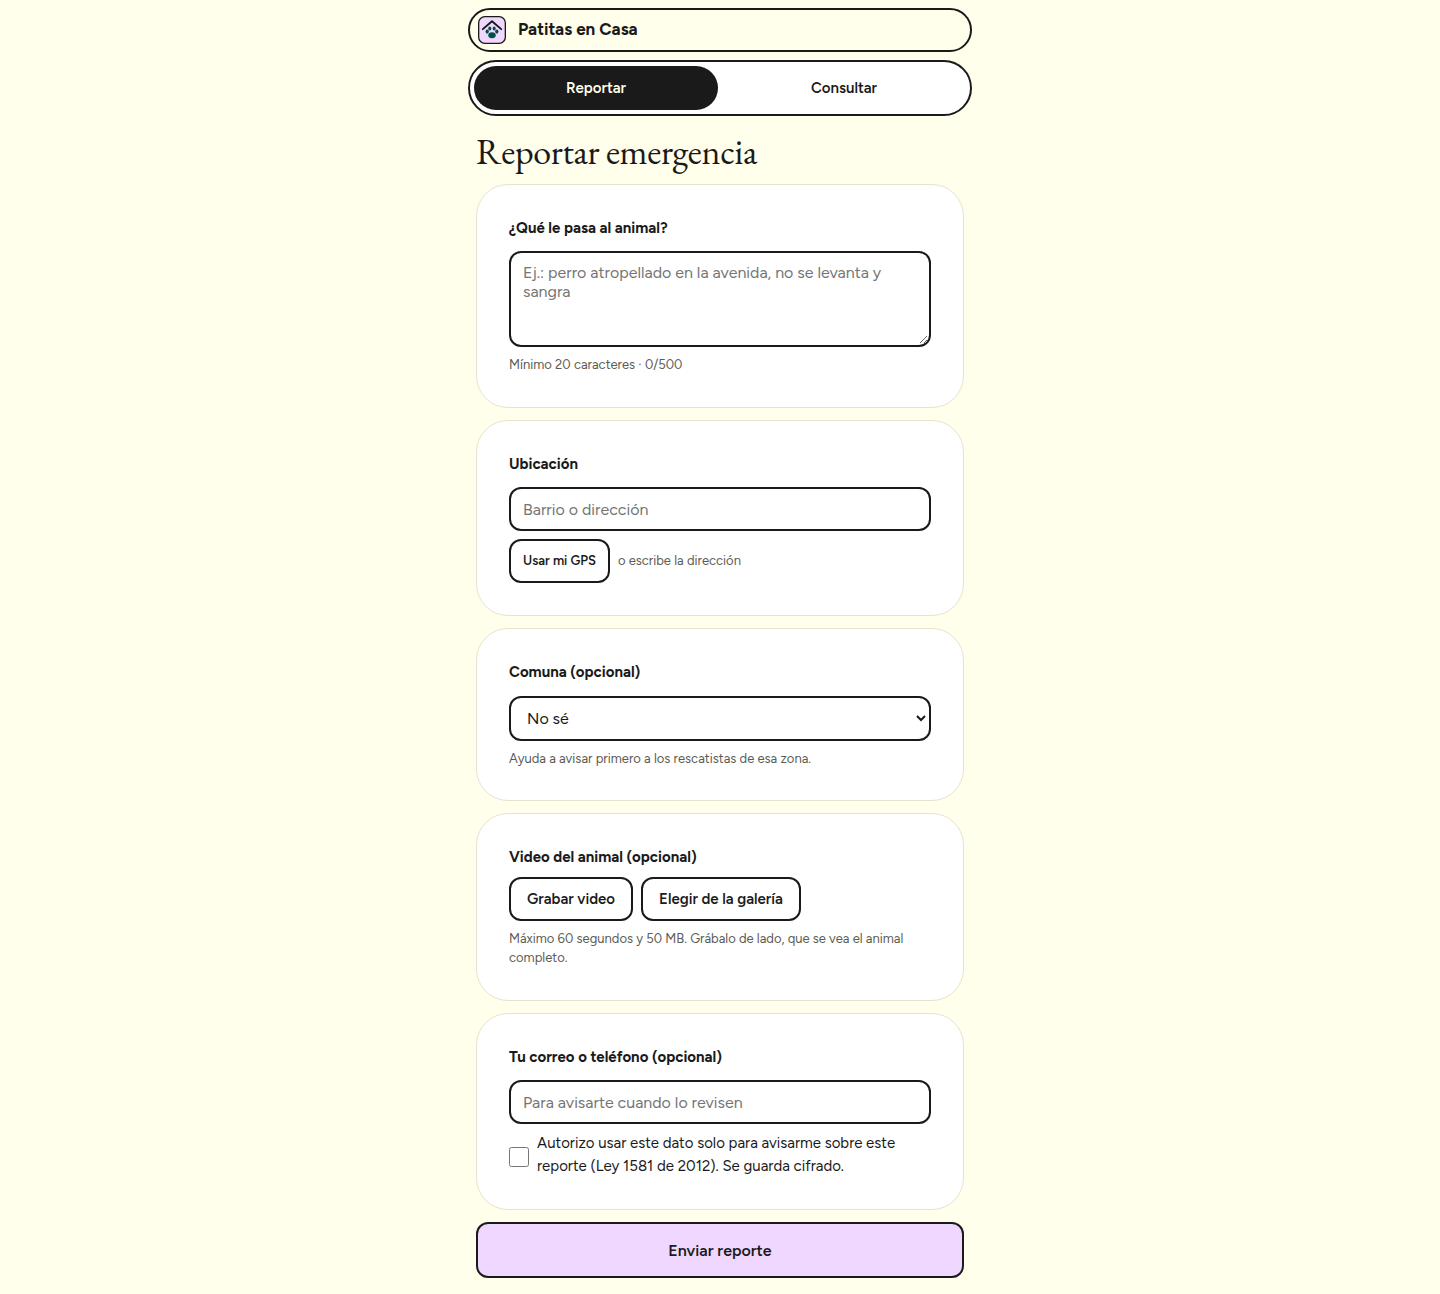 Patitas en Casa
Reportar
Consultar
Reportar emergencia
¿Qué le pasa al animal?
Ej.: perro atropellado en la avenida, no se levanta y
sangra
Mínimo 20 caracteres · 0/500
Ubicación
Barrio o dirección
Usar mi GPS
o escribe la dirección
Comuna (opcional)
No sé
Ayuda a avisar primero a los rescatistas de esa zona.
Video del animal (opcional)
Grabar video
Elegir de la galería
Máximo 60 segundos y 50 MB. Grábalo de lado, que se vea el animal
completo.
Tu correo o teléfono (opcional)
Para avisarte cuando lo revisen
Autorizo usar este dato solo para avisarme sobre este
reporte (Ley 1581 de 2012). Se guarda cifrado.
Enviar reporte